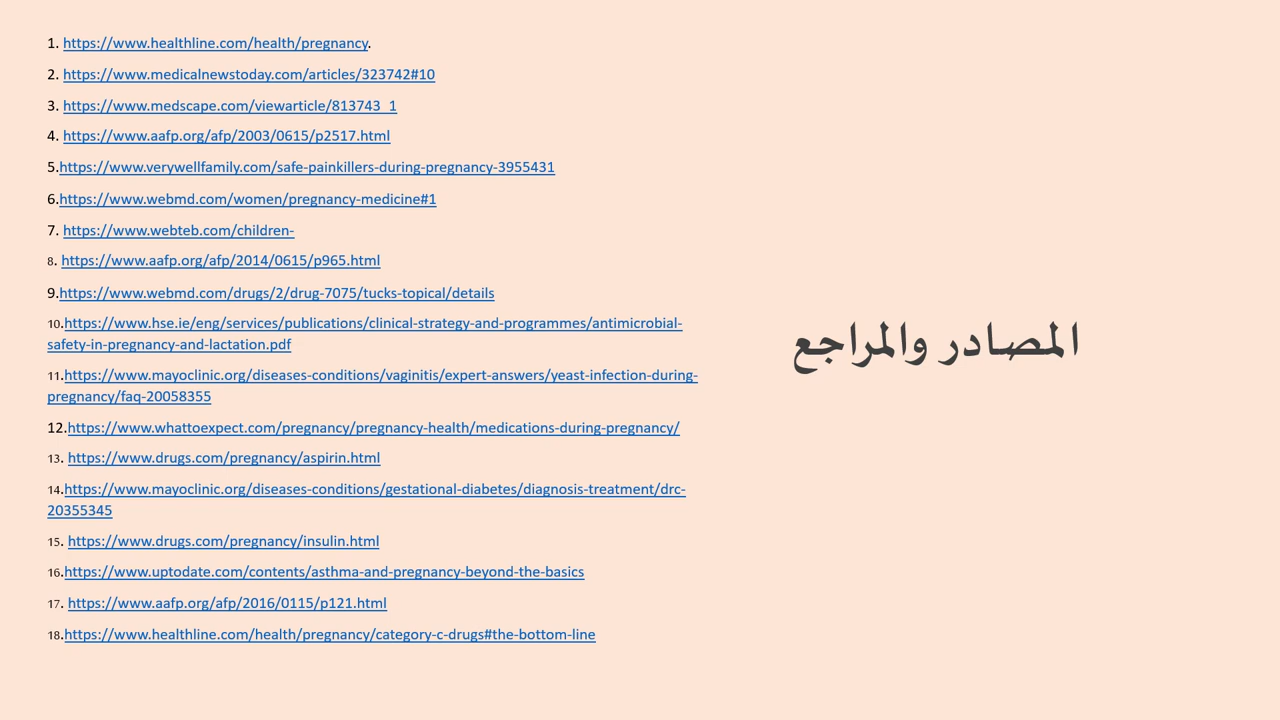 1. https://www.healthline.com/health/pregnancy.
2. https://www.medicalnewstoday.com/articles/323742#10
3. https://www.medscape.com/viewarticle/813743_1
4. https://www.aafp.org/afp/2003/0615/p2517.html
5.https://www.verywellfamily.com/safe-painkillers-during-pregnancy-3955431
6.https://www.webmd.com/women/pregnancy-medicine#1
7. https://www.webteb.com/children-
8. https://www.aafp.org/afp/2014/0615/p965.html
9.https://www.webmd.com/drugs/2/drug-7075/tucks-topical/details
10.https://www.hse.ie/eng/services/publications/clinical-strategy-and-programmes/antimicrobial-
safety-in-pregnancy-and-lactation.pdf
11.https://www.mayoclinic.org/diseases-conditions/vaginitis/expert-answers/yeast-infection-during-
pregnancy/faq-20058355
12.https://www.whattoexpect.com/pregnancy/pregnancy-health/medications-during-pregnancy/
13. https://www.drugs.com/pregnancy/aspirin.html
14.https://www.mayoclinic.org/diseases-conditions/gestational-diabetes/diagnosis-treatment/drc-
20355345
15. https://www.drugs.com/pregnancy/insulin.html
16.https://www.uptodate.com/contents/asthma-and-pregnancy-beyond-the-basics
17. https://www.aafp.org/afp/2016/0115/p121.html
18.https://www.healthline.com/health/pregnancy/category-c-drugs#the-bottom-line
المصادر والمراجع